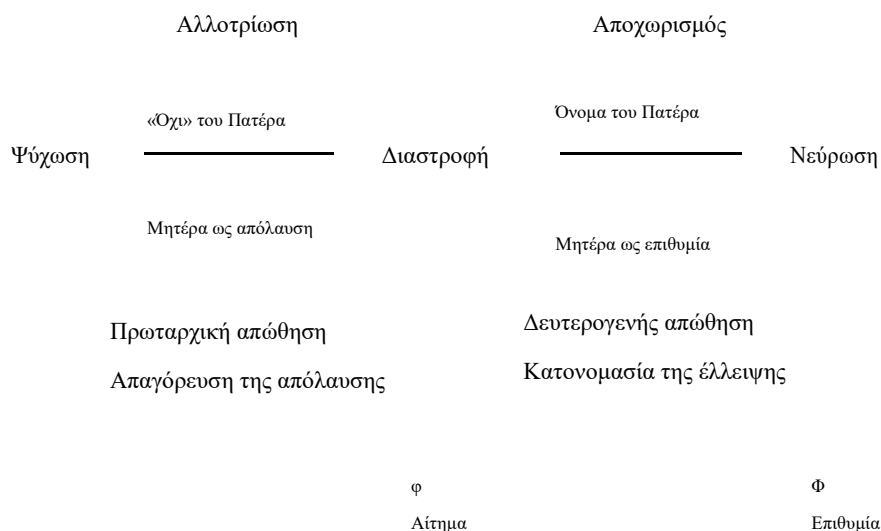 Αλλοτρίωση Αποχωρισμός
«Όχι» του Πατέρα Όνομα του Πατέρα
Ψύχωση Διαστροφή Νεύρωση
Μητέρα ως απόλαυση Μητέρα ως επιθυμία
Πρωταρχική απώθηση Δευτερογενής απώθηση
Απαγόρευση της απόλαυσης Κατονομασία της έλλειψης
φ Φ
Αίτημα Επιθυμία